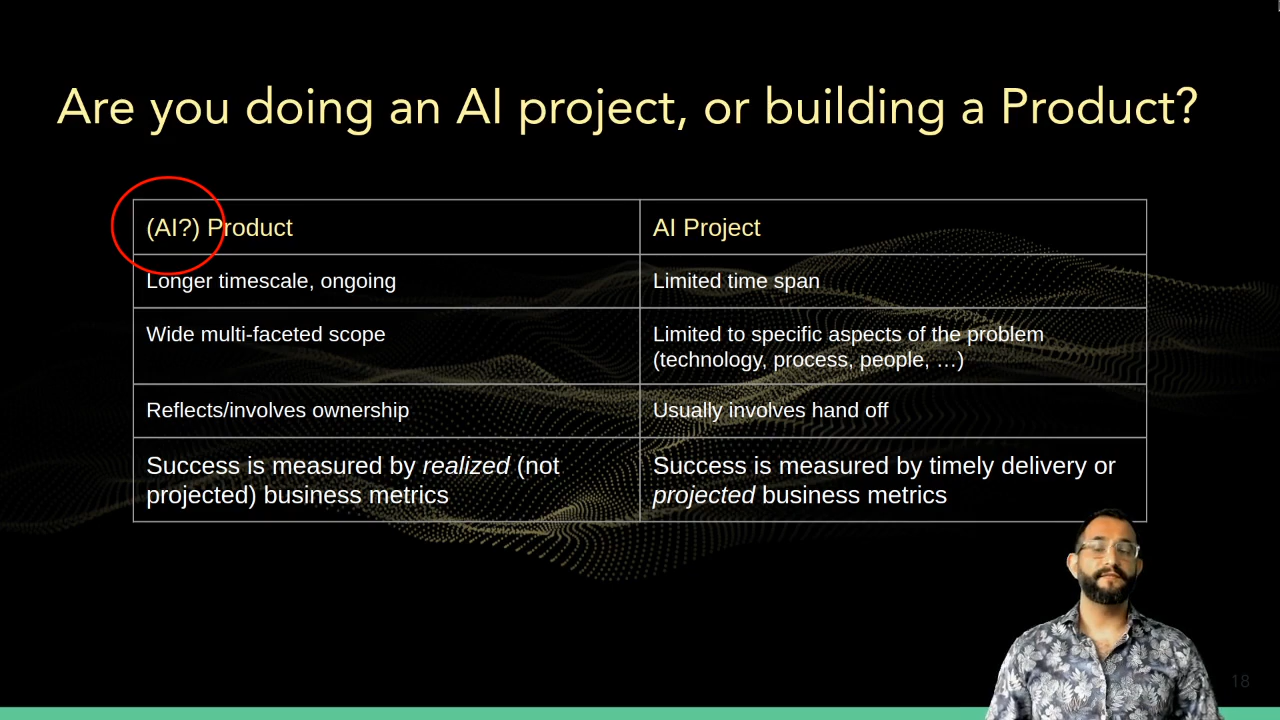 Are you doing an AI project, or building a Product?
(AI?) Product
AI Project
Longer timescale, ongoing
Limited time span
Wide multi-faceted scope
Limited to specific aspects of the problem
(technology, process, people, …)
Reflects/involves ownership
Usually involves hand off
Success is measured by realized (not
projected) business metrics
Success is measured by timely delivery or
projected business metrics
18